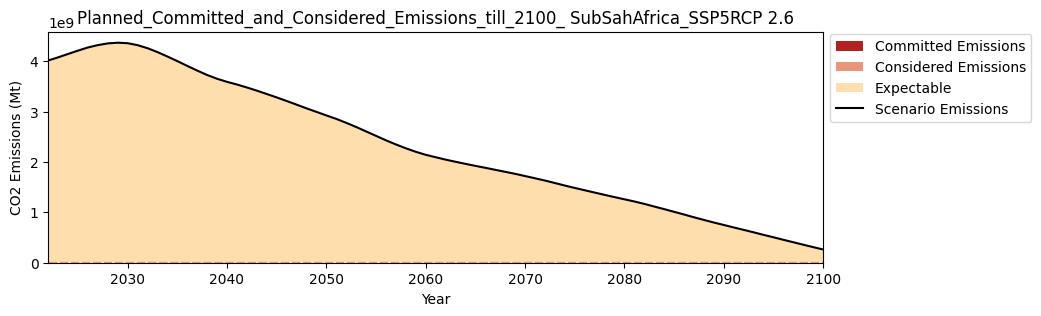 Planned_Committed_and_Considered_Emissions_till_2100_ SubSahAfrica_SSP5RCP 2.6
1e9
4
3
2
1
0
CO2 Emissions (Mt)
2030 2040 2050 2060 2070 2080 2090 2100
Year
Committed Emissions
Considered Emissions
Expectable
Scenario Emissions